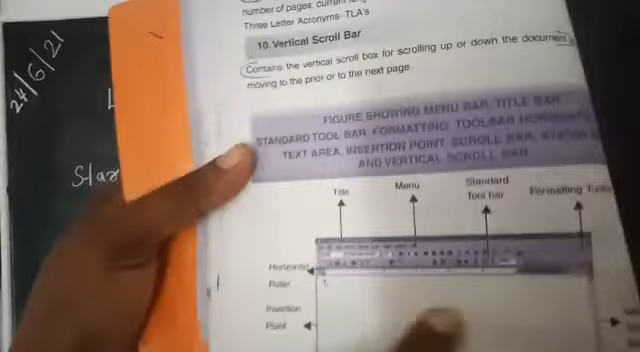 number of pages, current
Three Letter Acronyms- TLA's
10. Vertical Scroll Bar
Contains the vertical scroll box for scrolling up or down the document
moving to the prior or to the next page.
FIGURE SHOWING MENU BAR, TITLE BAR
STANDARD TOOL BAR, FORMATTING TOOLBAR
TEXT AREA, INSERTION POINT, SCROLL BAR,
AND VERTICAL SCROLL BAR
Title
Menu
Standard
Tool bar
Formatting
Horizontal
Ruler
Insertion
Point
24/6/21